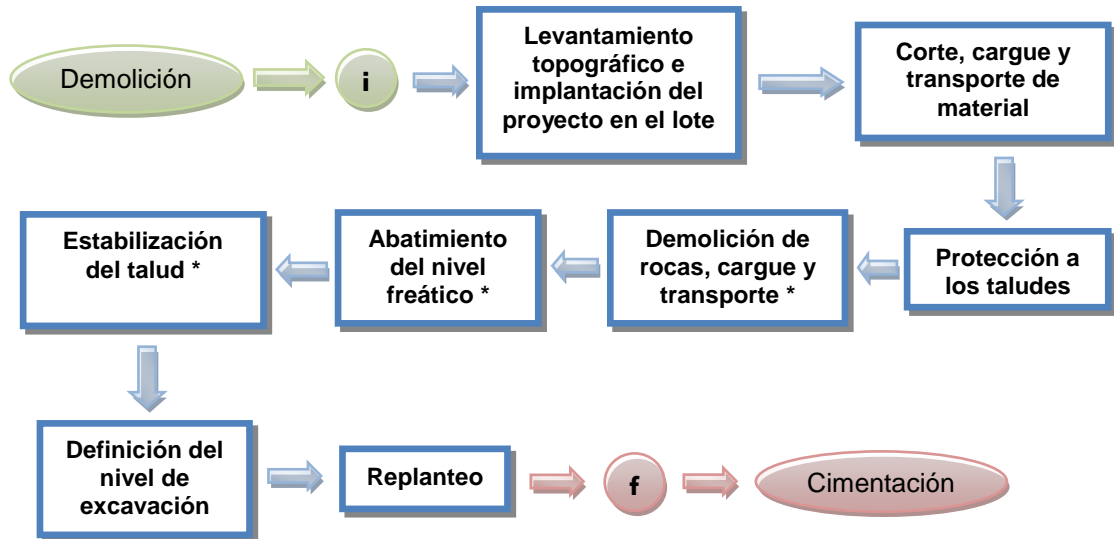 Demolición
i
Levantamiento
topográfico e
implantación del
proyecto en el lote
Corte, cargue y
transporte de
material
Protección a
los taludes
Demolición de
rocas, cargue y
transporte *
Abatimiento
del nivel
freático *
Estabilización
del talud *
Definición del
nivel de
excavación
Replanteo
f
Cimentación